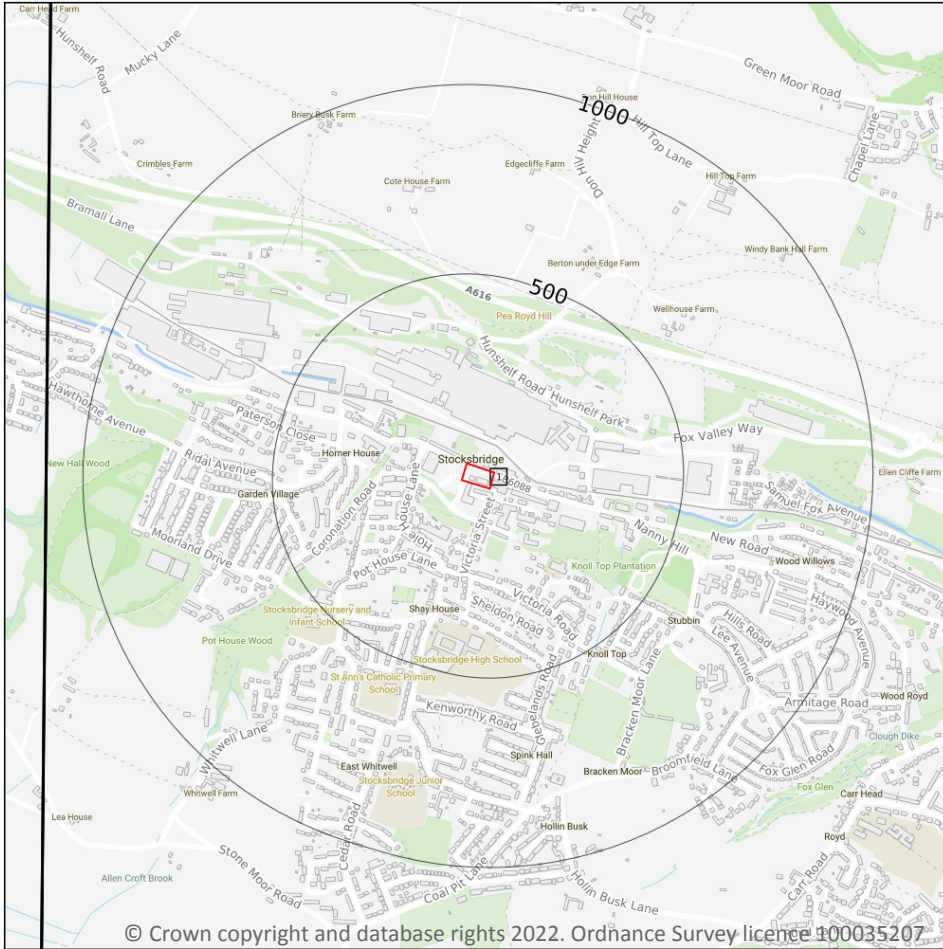 Carr Head Farm
Hunshelf Road
Mucky Lane
Green Moor Road
Don Hill House
1000
Briery Busk Farm
Hill Top Lane
Chapel Lane
Crimbles Farm
Edgecliffe Farm
Don Hill Height
Hill Top Farm
Cote House Farm
Bramall Lane
Windy Bank Hall Farm
Berton under Edge Farm
500
A616
Pea Royd Hill
Wellhouse Farm
Hunshelf Road
Hunshelf Park
Hawthorne Avenue
Paterson Close
Fox Valley Way
Horner House
Stocksbridge
New Hall Wood
Ridal Avenue
Ellen Cliffe Farm
Garden Village
Coronation Road
Hole House Lane
Samuel Fox Avenue
Victoria Street
Nanny Hill
New Road
Moorland Drive
Pot House Lane
Knoll Top Plantation
Wood Willows
Stocksbridge Nursery and
Infant School
Shay House
Victoria Road
Sheldon Road
Haywood Avenue
Stubbin
Hills Road
Lee Avenue
Pot House Wood
Stocksbridge High School
Knoll Top
St Ann's Catholic Primary
School
Glebelands Road
Bracken Moor Lane
Wood Royd
Armitage Road
Kenworthy Road
Whitwell Lane
Clough Dike
Spink Hall
Fox Glen Road
East Whitwell
Bracken Moor
Broomfield Lane
Stocksbridge Junior
School
Whitwell Farm
Fox Glen
Carr Head
Lea House
Cedar Road
Hollin Busk
Royd
Stone Moor Road
Coal Pit Lane
Allen Croft Brook
Hollin Busk Lane
Carr Road
© Crown copyright and database rights 2022. Ordnance Survey licence 100035207